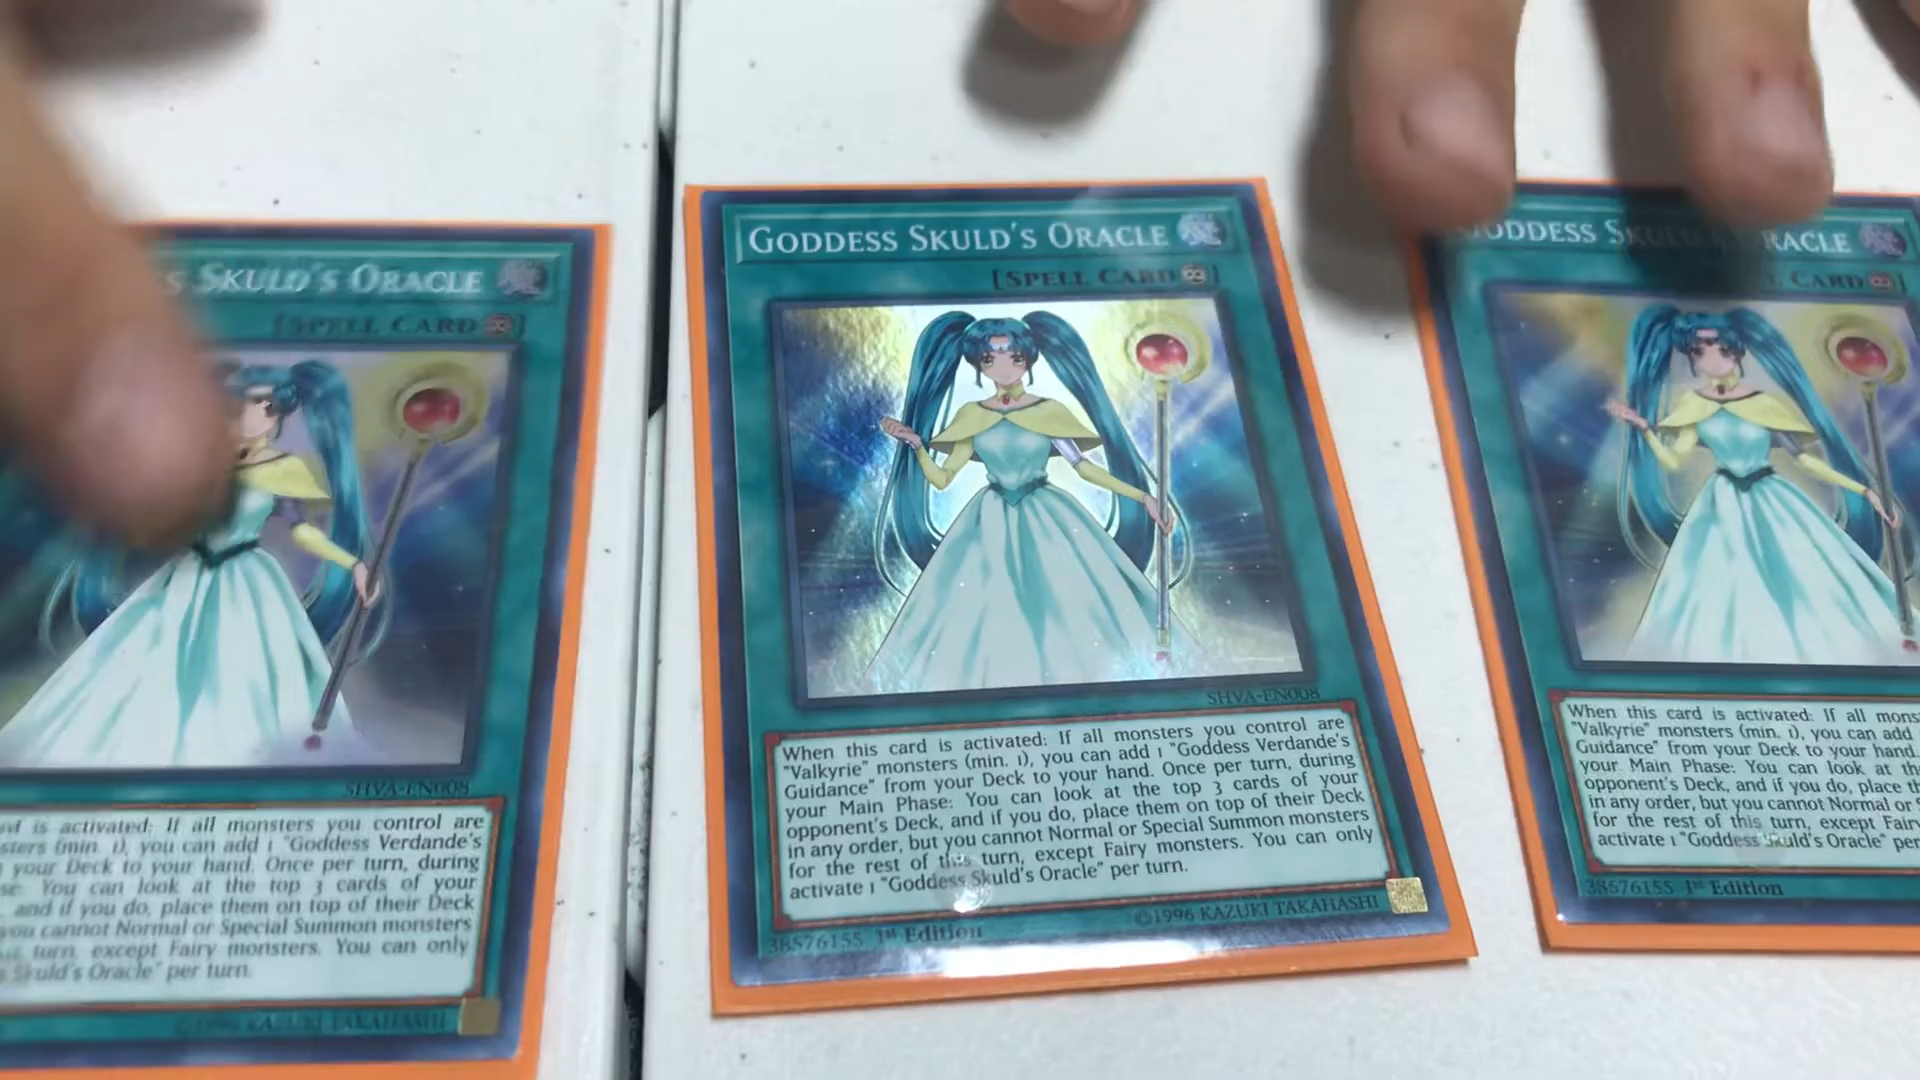 S SKULD'S ORACLE
[SPELL CARD]
SHVA-EN008
is activated: If all monsters you control are
(min. 1), you can add 1 "Goddess Verdande's
your Deck to your hand. Once per turn, during
You can look at the top 3 cards of your
and if you do, place them on top of their Deck
you cannot Normal or Special Summon monsters
turn, except Fairy monsters. You can only
Skuld's Oracle" per turn.
1996 KAZUKI TAKAHASHI
GODDESS SKULD'S ORACLE
[SPELL CARD]
SHVA-EN008
When this card is activated: If all monsters you control are
"Valkyrie" monsters (min. 1), you can add 1 "Goddess Verdande's
Guidance" from your Deck to your hand. Once per turn, during
your Main Phase: You can look at the top 3 cards of your
opponent's Deck, and if you do, place them on top of their Deck
in any order, but you cannot Normal or Special Summon monsters
for the rest of this turn, except Fairy monsters. You can only
activate 1 "Goddess Skuld's Oracle" per turn.
38576155 1st Edition
©1996 KAZUKI TAKAHASHI
GODDESS SKULD'S ORACLE
CARD]
When this card is activated: If all
"Valkyrie" monsters (min. 1), you can add
Guidance" from your Deck to your hand.
your Main Phase: You can look at
opponent's Deck, and if you do, place
in any order, but you cannot Normal or
for the rest of this turn, except Fairy
activate 1 "Goddess Skuld's Oracle" per
38576155 1st Edition